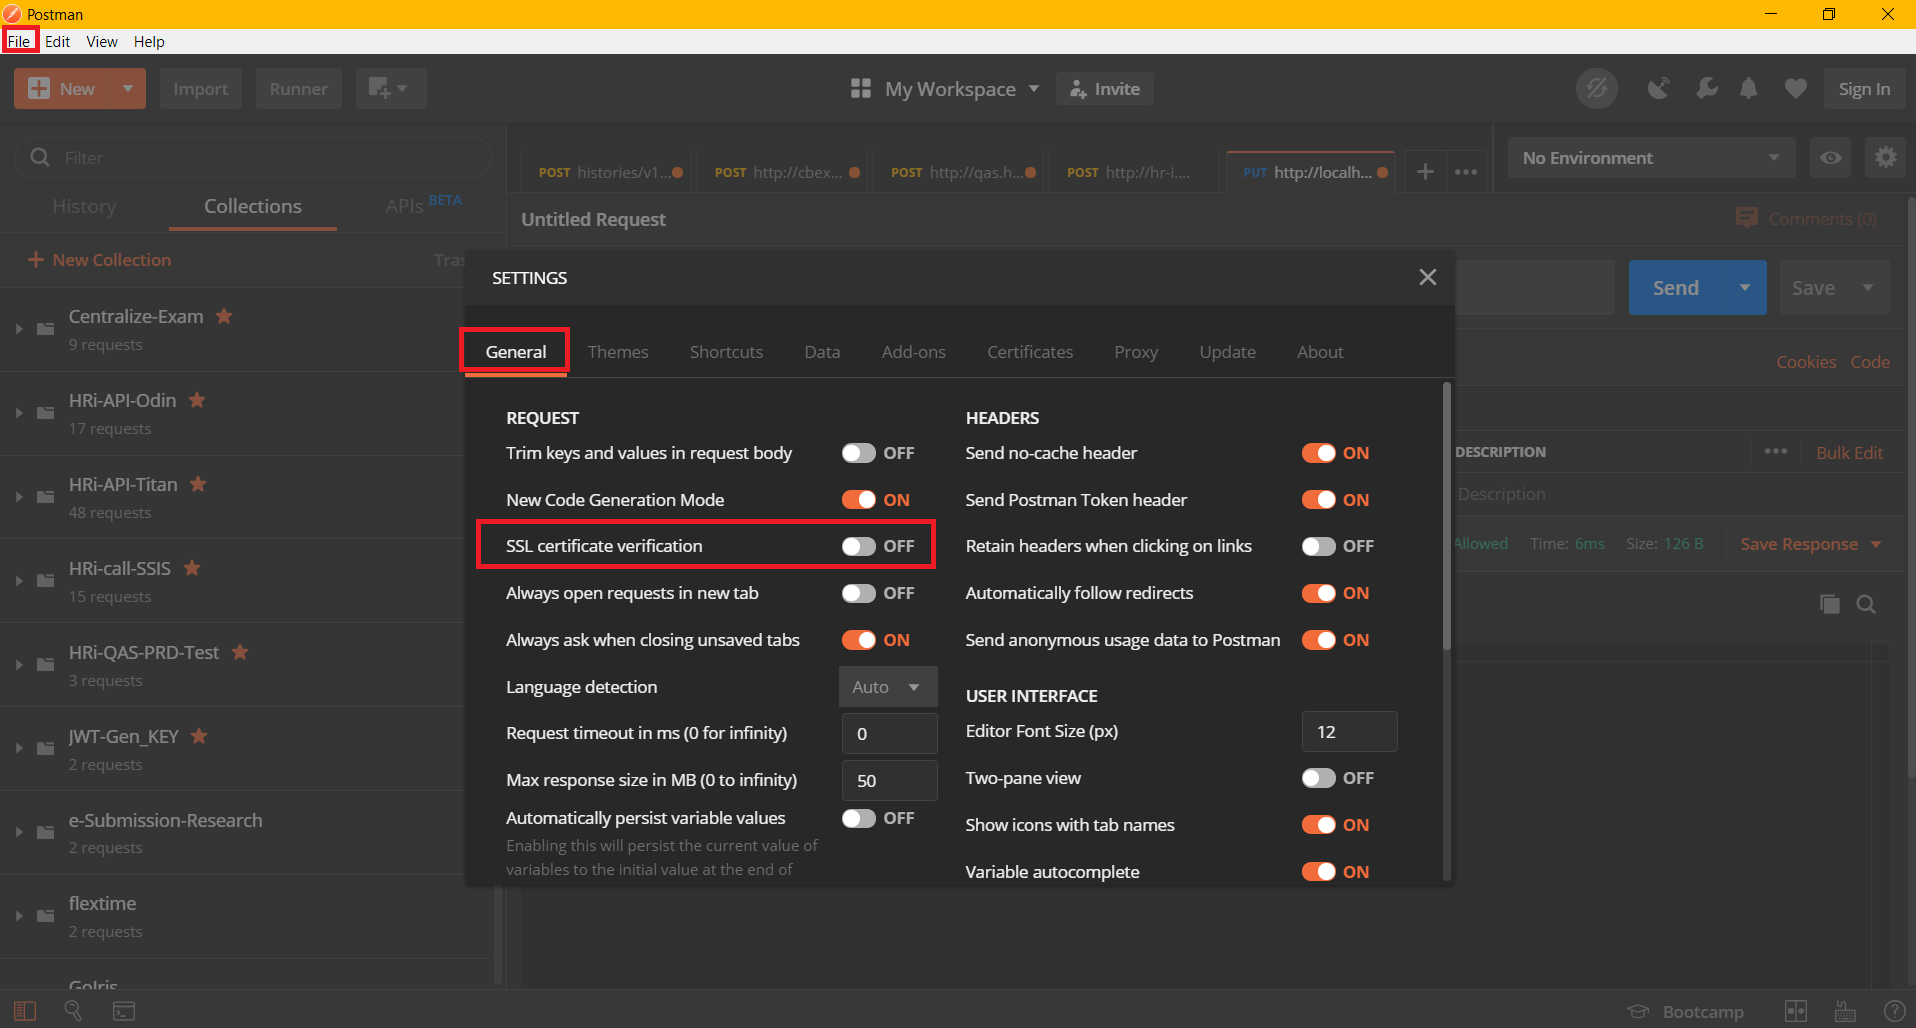 Postman
File Edit View Help
New Import Runner My Workspace Invite Sign In
Filter
POST histories/v1... POST http://cbex... POST http://qas.h... POST http://hr-i.... PUT http://localh... No Environment
History Collections APIs BETA
Untitled Request Comments (0)
New Collection Tras
Send Save
Cookies Code
DESCRIPTION Bulk Edit
Description
Allowed Time: 6ms Size: 126 B Save Response
Centralize-Exam
9 requests
HRi-API-Odin
17 requests
HRi-API-Titan
48 requests
HRi-call-SSIS
15 requests
HRi-QAS-PRD-Test
3 requests
JWT-Gen_KEY
2 requests
e-Submission-Research
2 requests
flextime
2 requests
GoIris
SETTINGS
General Themes Shortcuts Data Add-ons Certificates Proxy Update About
REQUEST
Trim keys and values in request body OFF
New Code Generation Mode ON
SSL certificate verification OFF
Always open requests in new tab OFF
Always ask when closing unsaved tabs ON
Language detection Auto
Request timeout in ms (0 for infinity) 0
Max response size in MB (0 to infinity) 50
Automatically persist variable values OFF
Enabling this will persist the current value of
variables to the initial value at the end of
HEADERS
Send no-cache header ON
Send Postman Token header ON
Retain headers when clicking on links OFF
Automatically follow redirects ON
Send anonymous usage data to Postman ON
USER INTERFACE
Editor Font Size (px) 12
Two-pane view OFF
Show icons with tab names ON
Variable autocomplete ON
Bootcamp